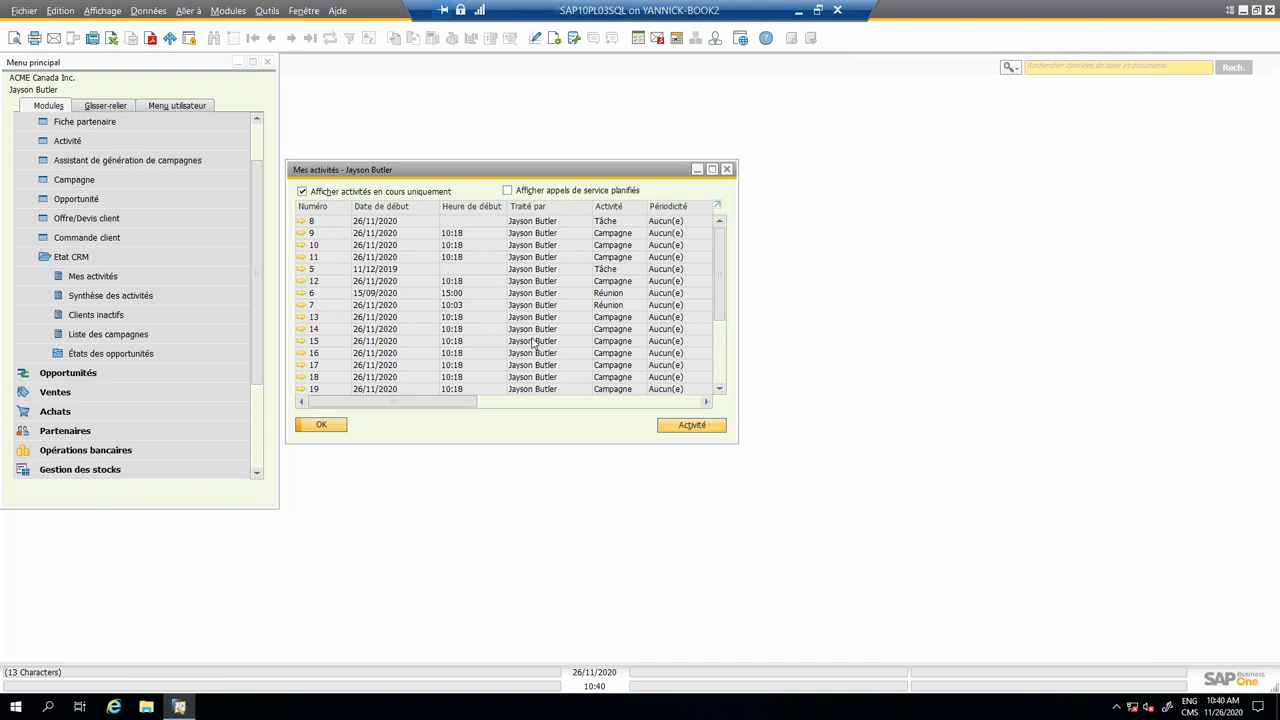 Fichier Edition Affichage Données Aller à Modules Outils Fenêtre Aide
SAP10PL03SQL on YANNICK-BOOK2
Menu principal
ACME Canada Inc.
Jayson Butler
Modules Glisser-relier Menu utilisateur
Fiche partenaire
Activité
Assistant de génération de campagnes
Campagne
Opportunité
Offre/Devis client
Commande client
Etat CRM
Mes activités
Synthèse des activités
Clients inactifs
Liste des campagnes
États des opportunités
Opportunités
Ventes
Achats
Partenaires
Opérations bancaires
Gestion des stocks
Rechercher données de base et documents Rech.
Mes activités - Jayson Butler
Afficher activités en cours uniquement Afficher appels de service planifiés
Numéro Date de début Heure de début Traité par Activité Périodicité
8 26/11/2020 Jayson Butler Tâche Aucun(e)
9 26/11/2020 10:18 Jayson Butler Campagne Aucun(e)
10 26/11/2020 10:18 Jayson Butler Campagne Aucun(e)
11 26/11/2020 10:18 Jayson Butler Campagne Aucun(e)
5 11/12/2019 Jayson Butler Tâche Aucun(e)
12 26/11/2020 10:18 Jayson Butler Campagne Aucun(e)
6 15/09/2020 15:00 Jayson Butler Réunion Aucun(e)
7 26/11/2020 10:03 Jayson Butler Réunion Aucun(e)
13 26/11/2020 10:18 Jayson Butler Campagne Aucun(e)
14 26/11/2020 10:18 Jayson Butler Campagne Aucun(e)
15 26/11/2020 10:18 Jayson Butler Campagne Aucun(e)
16 26/11/2020 10:18 Jayson Butler Campagne Aucun(e)
17 26/11/2020 10:18 Jayson Butler Campagne Aucun(e)
18 26/11/2020 10:18 Jayson Butler Campagne Aucun(e)
19 26/11/2020 10:18 Jayson Butler Campagne Aucun(e)
OK Activité
(13 Characters) 26/11/2020
10:40
SAP Business One
ENG 10:40 AM
CMS 11/26/2020